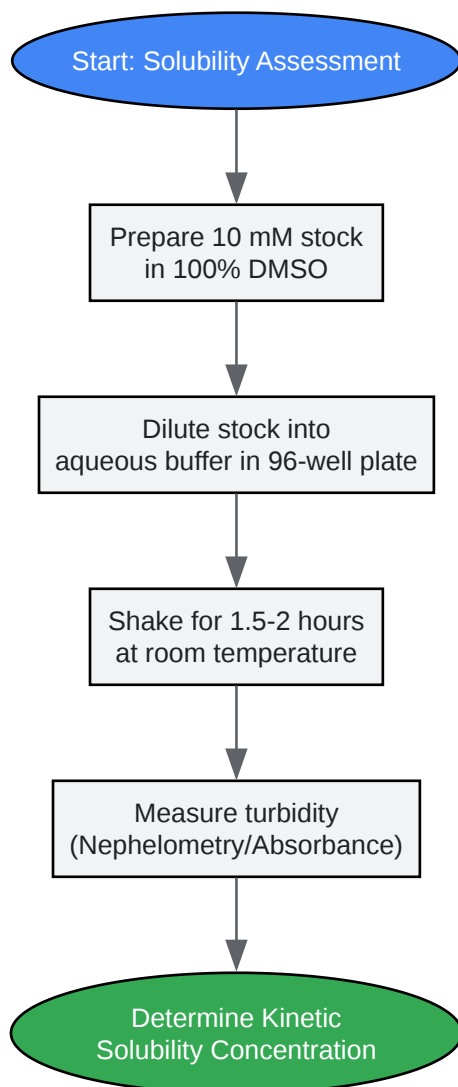 Start: Solubility Assessment
Prepare 10 mM stock
in 100% DMSO
Dilute stock into
aqueous buffer in 96-well plate
Shake for 1.5-2 hours
at room temperature
Measure turbidity
(Nephelometry/Absorbance)
Determine Kinetic
Solubility Concentration